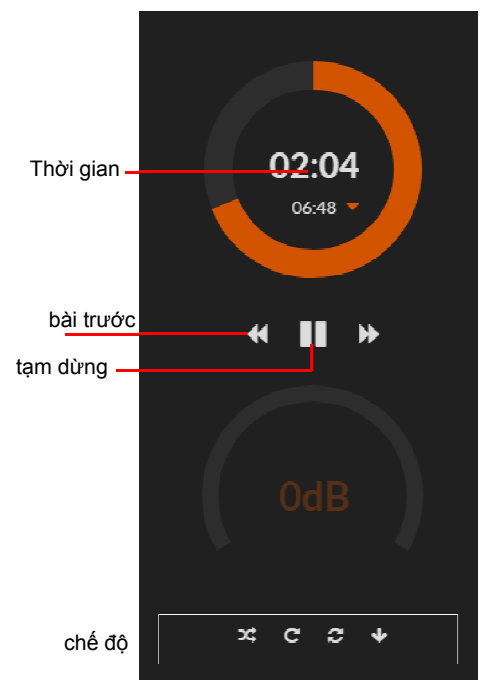 Thời gian
02:04
06:48
bài trước
tạm dừng
0dB
chế độ